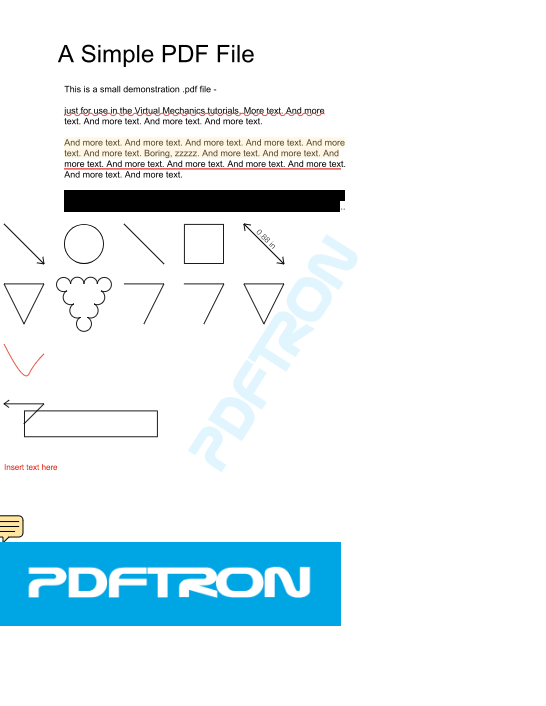 A Simple PDF File
This is a small demonstration .pdf file -
just for use in the Virtual Mechanics tutorials. More text. And more
text. And more text. And more text. And more text.
And more text. And more text. And more text. And more text. And more
text. And more text. Boring, zzzzz. And more text. And more text. And
more text. And more text. And more text. And more text. And more text.
And more text. And more text.
0.88 in
PDFTRON
Insert text here
PDFTRON